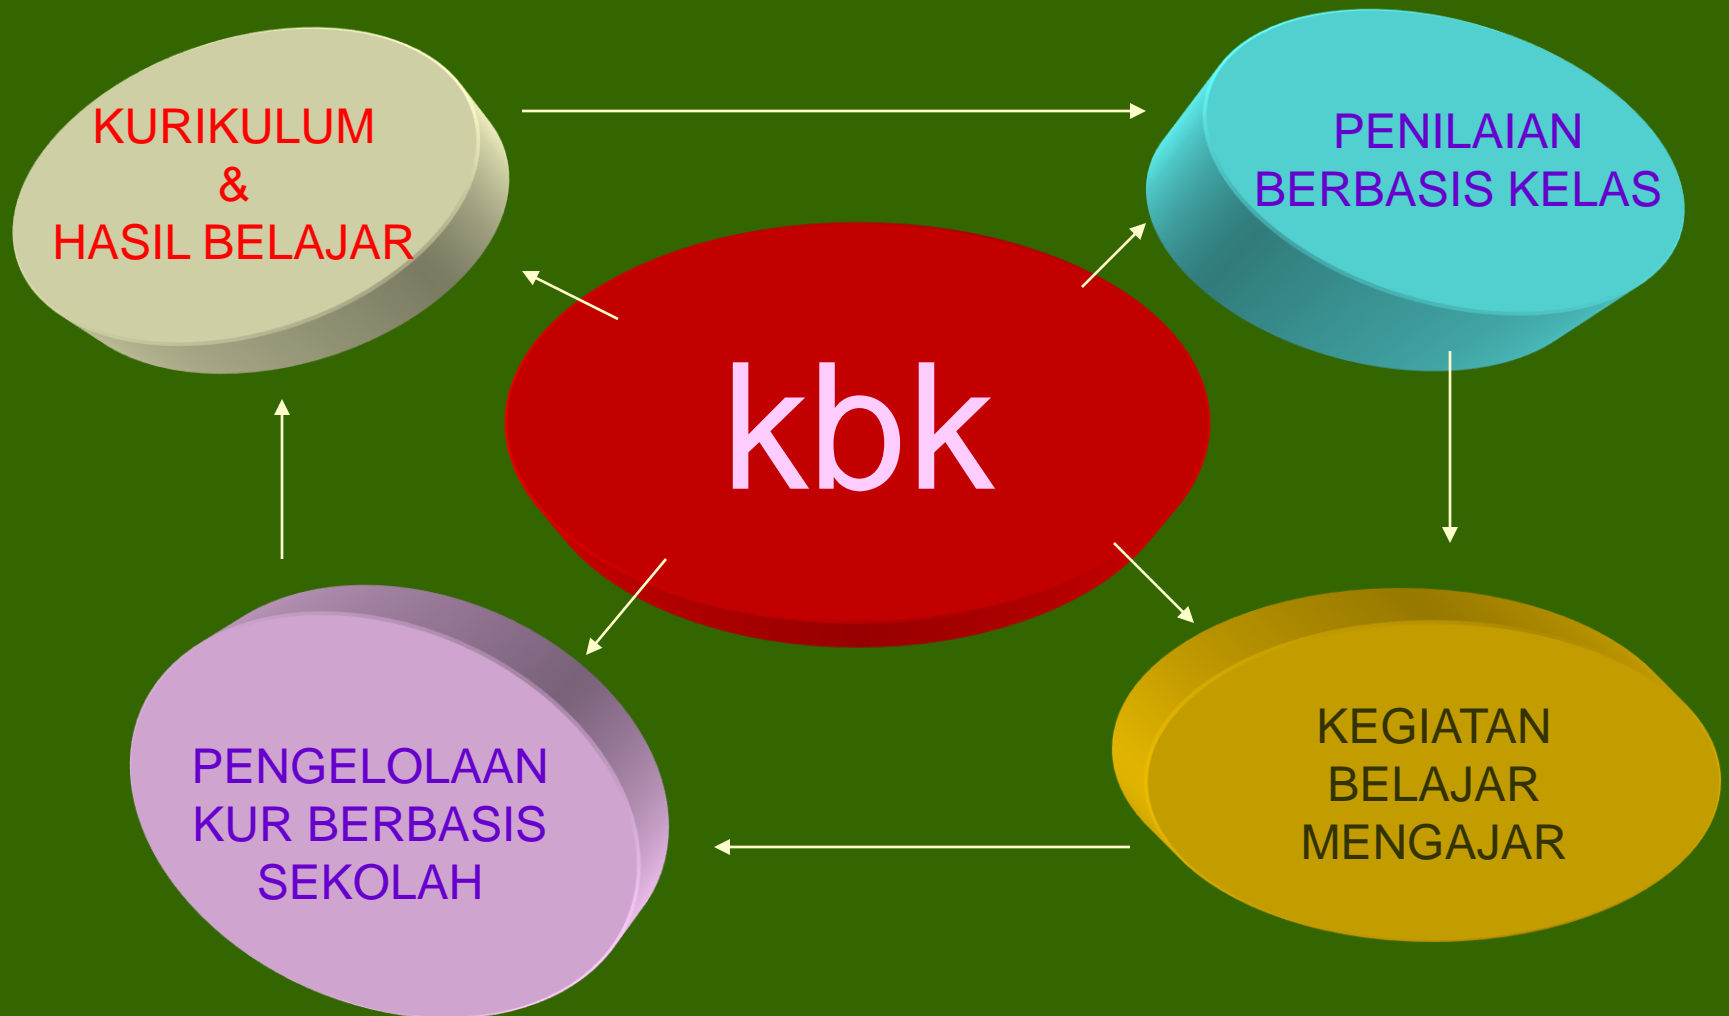 KURIKULUM
&
HASIL BELAJAR
PENILAIAN
BERBASIS KELAS
kbk
PENGELOLAAN
KUR BERBASIS
SEKOLAH
KEGIATAN
BELAJAR
MENGAJAR